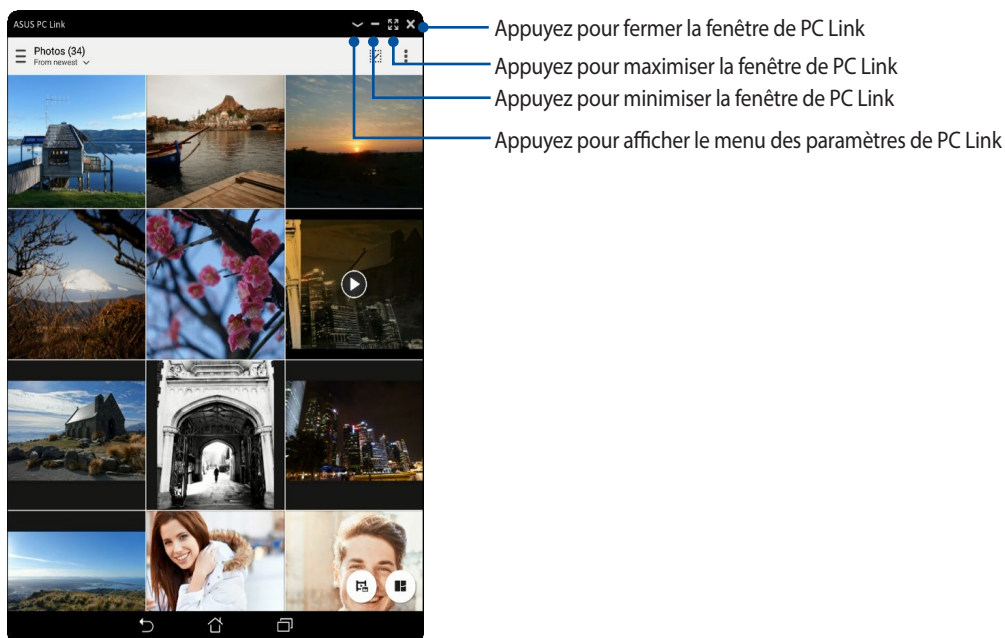 ASUS PC Link
Photos (34)
From newest
Appuyez pour fermer la fenêtre de PC Link
Appuyez pour maximiser la fenêtre de PC Link
Appuyez pour minimiser la fenêtre de PC Link
Appuyez pour afficher le menu des paramètres de PC Link